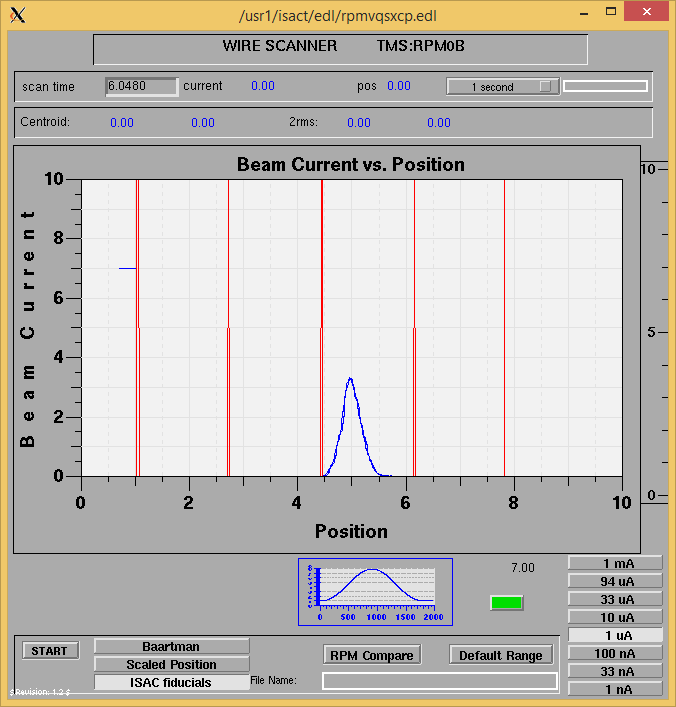 /usr1/isact/edl/rpmvqsxcp.edl
WIRE SCANNER TMS:RPM0B
scan time 6.0480 current 0.00 pos 0.00 1 second
Centroid: 0.00 0.00 2rms: 0.00 0.00
Beam Current vs. Position
10
8
6
4
2
0
Beam Current
0 2 4 6 8 10
Position
10
5
0
8
0 500 1000 1500 2000
7.00
1 mA
94 uA
33 uA
10 uA
1 uA
100 nA
33 nA
1 nA
START
Baartman
Scaled Position
ISAC fiducials
RPM Compare
Default Range
File Name:
$Revision: 1.2 $